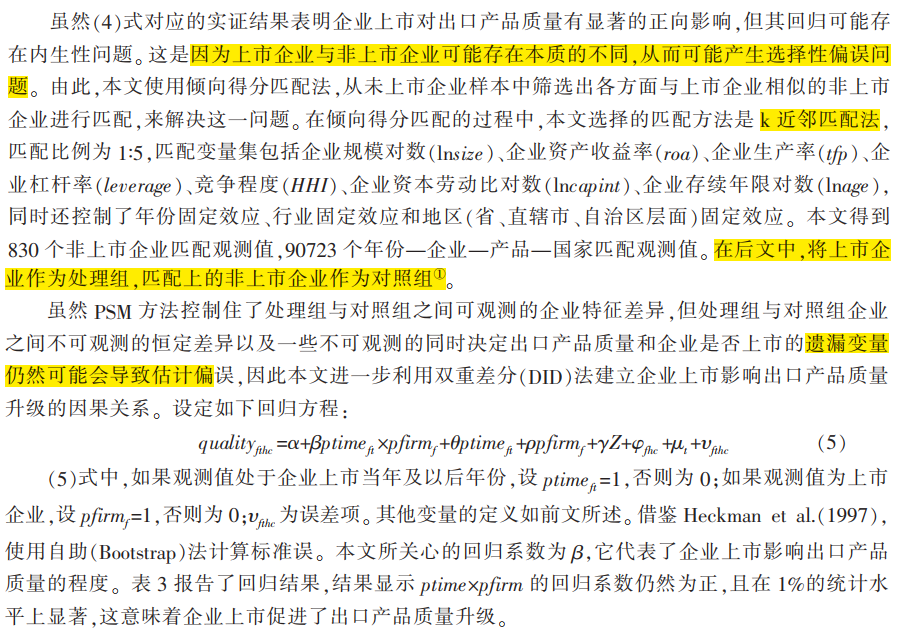 虽然(4)式对应的实证结果表明企业上市对出口产品质量有显著的正向影响,但其回归可能存
在内生性问题。这是因为上市企业与非上市企业可能存在本质的不同,从而可能产生选择性偏误问
题。由此,本文使用倾向得分匹配法,从未上市企业样本中筛选出各方面与上市企业相似的非上市
企业进行匹配,来解决这一问题。在倾向得分匹配的过程中,本文选择的匹配方法是 k 近邻匹配法,
匹配比例为 1:5,匹配变量集包括企业规模对数(lnsize)、企业资产收益率(roa)、企业生产率(tfp)、企
业杠杆率(leverage)、竞争程度(HHI)、企业资本劳动比对数(lncapint)、企业存续年限对数(lnage),
同时还控制了年份固定效应、行业固定效应和地区(省、直辖市、自治区层面)固定效应。本文得到
830 个非上市企业匹配观测值,90723 个年份—企业—产品—国家匹配观测值。在后文中,将上市企
业作为处理组,匹配上的非上市企业作为对照组①。
虽然 PSM 方法控制住了处理组与对照组之间可观测的企业特征差异,但处理组与对照组企业
之间不可观测的恒定差异以及一些不可观测的同时决定出口产品质量和企业是否上市的遗漏变量
仍然可能会导致估计偏误,因此本文进一步利用双重差分(DID)法建立企业上市影响出口产品质量
升级的因果关系。设定如下回归方程:
quality_fthc=α+βptime_ft×pfirm_f+θptime_ft+ρpfirm_f+γZ+φ_fhc+μ_t+υ_fthc (5)
(5)式中,如果观测值处于企业上市当年及以后年份,设 ptime_ft=1,否则为 0;如果观测值为上市
企业,设 pfirm_f=1,否则为 0;υ_fthc 为误差项。其他变量的定义如前文所述。借鉴 Heckman et al.(1997),
使用自助(Bootstrap)法计算标准误。本文所关心的回归系数为 β,它代表了企业上市影响出口产品
质量的程度。表 3 报告了回归结果,结果显示 ptime×pfirm 的回归系数仍然为正,且在 1%的统计水
平上显著,这意味着企业上市促进了出口产品质量升级。